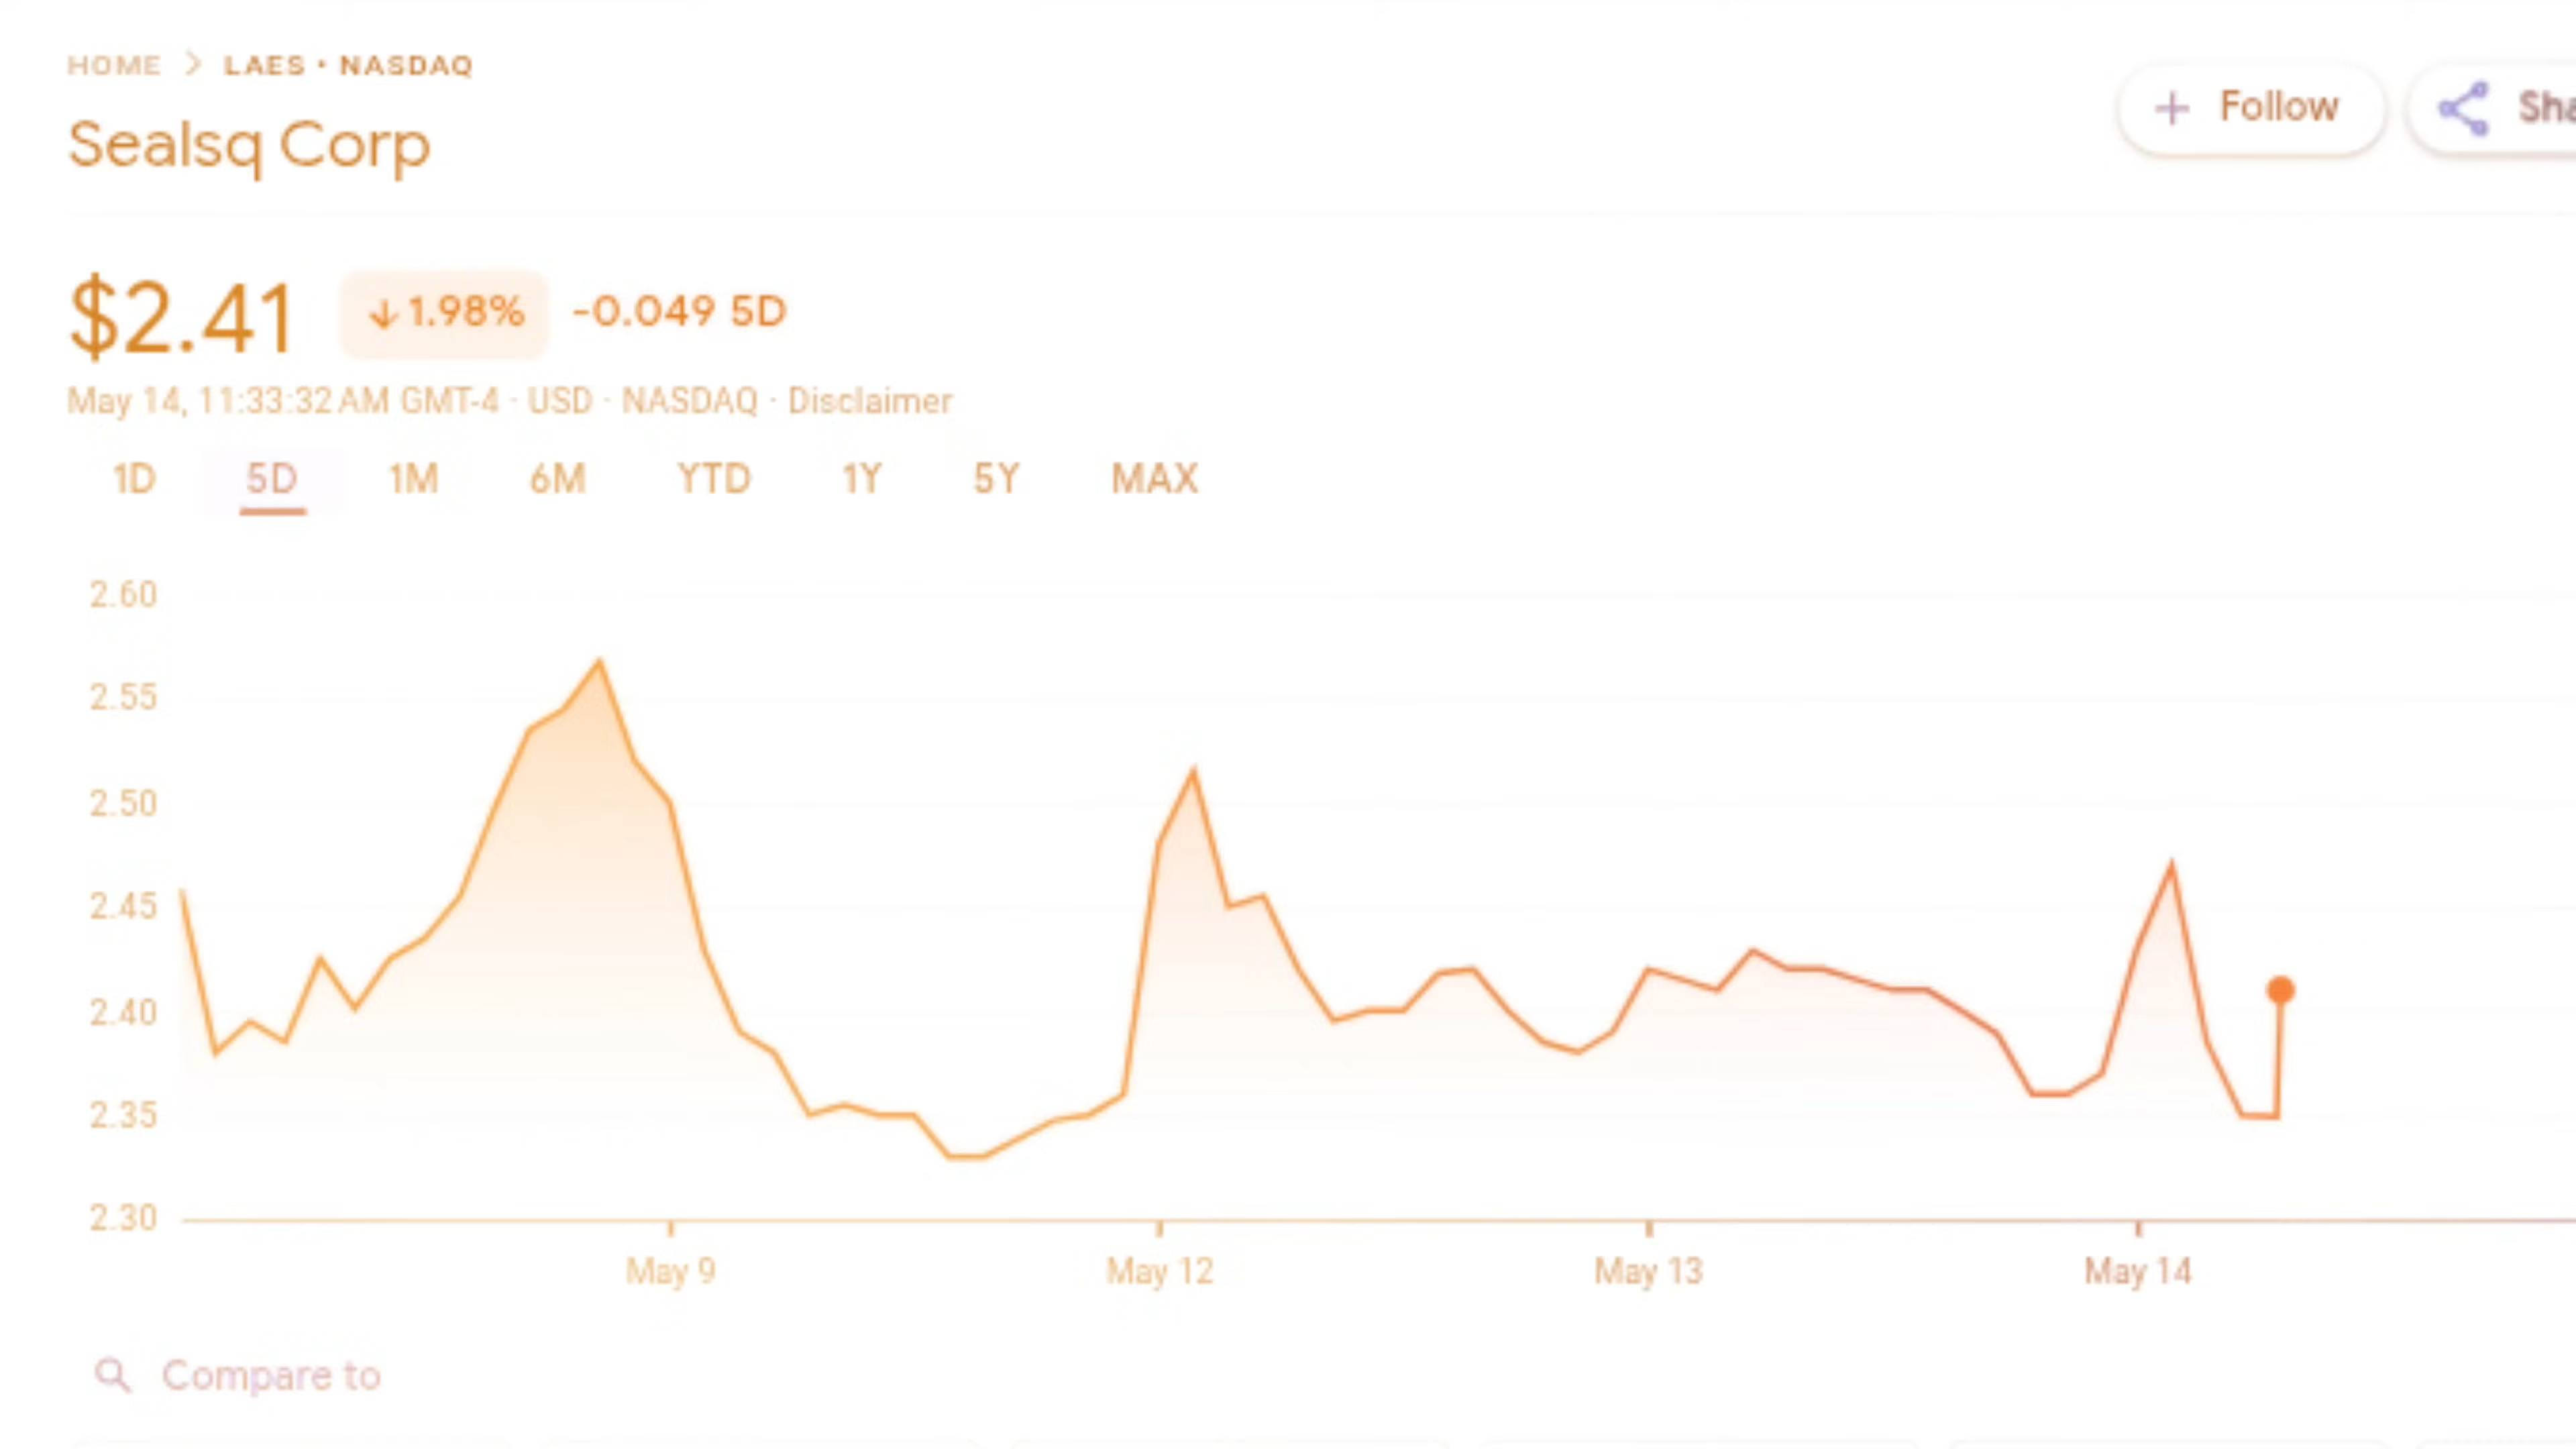 HOME > LAES • NASDAQ
Sealsq Corp
+ Follow
$2.41 ↓1.98% -0.049 5D
May 14, 11:33:32 AM GMT-4 · USD · NASDAQ · Disclaimer
1D 5D 1M 6M YTD 1Y 5Y MAX
2.60
2.55
2.50
2.45
2.40
2.35
2.30
May 9 May 12 May 13 May 14
Compare to